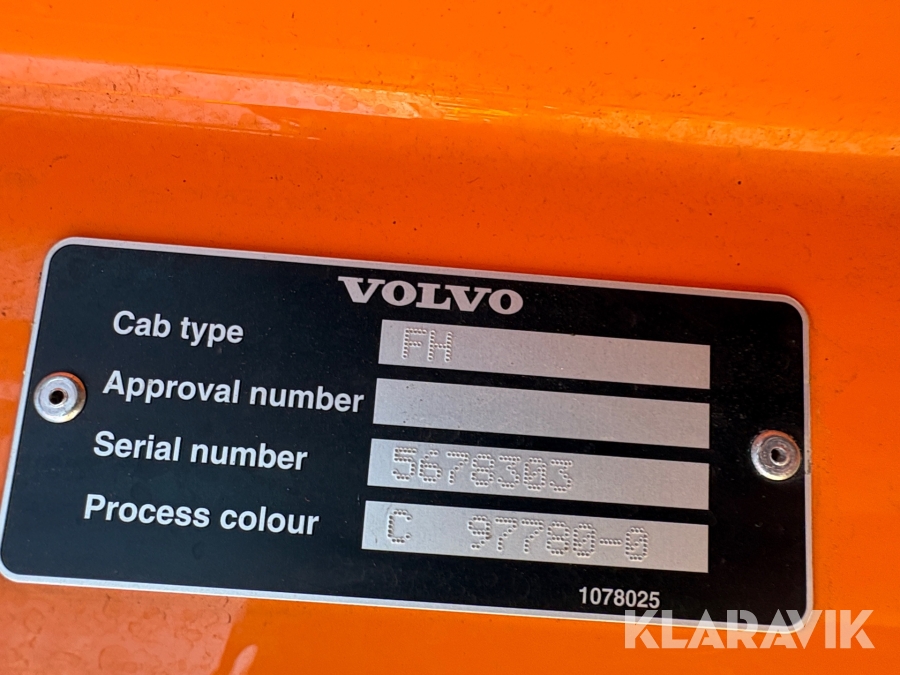 VOLVO
Cab type FH
Approval number
Serial number 5678303
Process colour C 97780-0
1078025
KLARAVIK